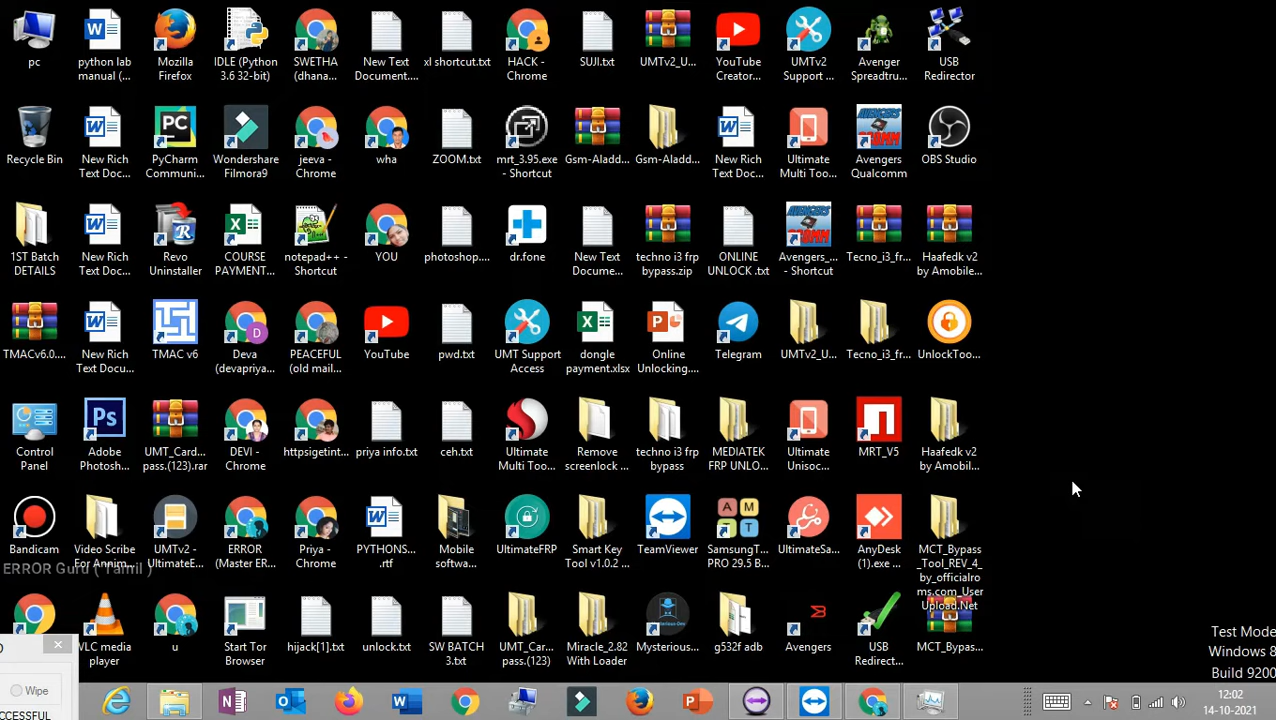 pc
python lab
manual (...
Mozilla
Firefox
IDLE (Python
3.6 32-bit)
SWETHA
(dhana...
New Text
Document....
xl shortcut.txt
HACK -
Chrome
SUJI.txt
UMTv2_U...
YouTube
Creator...
UMTv2
Support ...
Avenger
Spreadtru...
USB
Redirector
Recycle Bin
New Rich
Text Doc...
PC
PyCharm
Communi...
Wondershare
Filmora9
jeeva -
Chrome
wha
ZOOM.txt
mrt_3.95.exe
- Shortcut
Gsm-Aladd...
Gsm-Aladd...
New Rich
Text Doc...
Ultimate
Multi Too...
Avengers
Qualcomm
OBS Studio
1ST Batch
DETAILS
New Rich
Text Doc...
Revo
Uninstaller
COURSE
PAYMENT...
notepad++ -
Shortcut
YOU
photoshop....
dr.fone
New Text
Docume...
techno i3 frp
bypass.zip
ONLINE
UNLOCK .txt
Avengers_...
- Shortcut
Tecno_i3_fr...
Haafedk v2
by Amobile...
TMACv6.0....
New Rich
Text Docu...
TMAC v6
D
Deva
(devapriya...
PEACEFUL
(old mail...
YouTube
pwd.txt
UMT Support
Access
dongle
payment.xlsx
Online
Unlocking....
Telegram
UMTv2_U...
Tecno_i3_fr...
UnlockToo...
Control
Panel
Ps
Adobe
Photosh...
UMT_Card...
pass.(123).rar
DEVI -
Chrome
httpsigetint...
priya info.txt
ceh.txt
Ultimate
Multi Too...
Remove
screenlock ...
techno i3 frp
bypass
MEDIATEK
FRP UNLO...
Ultimate
Unisoc...
MRT_V5
Haafedk v2
by Amobil...
Bandicam
Video Scribe
For Annim...
UMTv2 -
UltimateE...
ERROR
(Master ER...
Priya -
Chrome
PYTHONS...
.rtf
Mobile
softwa...
UltimateFRP
Smart Key
Tool v1.0.2 ...
TeamViewer
A M
T T
SamsungT...
PRO 29.5 B...
UltimateSa...
AnyDesk
(1).exe ...
MCT_Bypass
_Tool_REV_4_
by_officialro
ms.com_User
Upload.Net
ERROR Guru ( Tamil )
VLC media
player
u
Start Tor
Browser
hijack[1].txt
unlock.txt
SW BATCH
3.txt
UMT_Car...
pass.(123)
Miracle_2.82
With Loader
Mysterious...
g532f adb
Avengers
USB
Redirect...
MCT_Bypas...
Wipe
CCESSFUL
Test Mode
Windows 8
Build 9200
12:02
14-10-2021